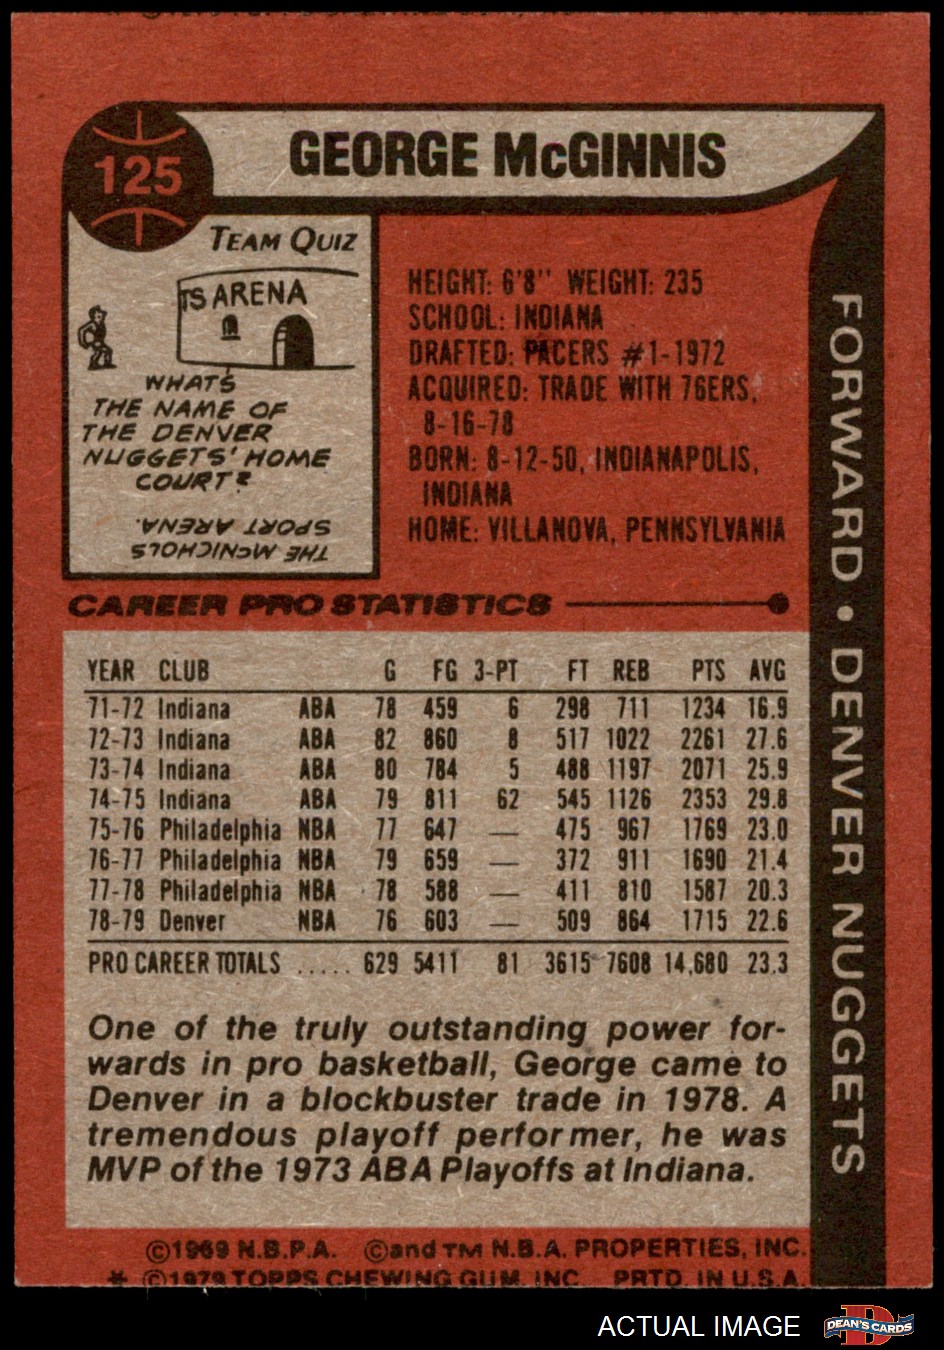 125
GEORGE McGINNIS
TEAM QUIZ
TS ARENA
WHAT'S
THE NAME OF
THE DENVER
NUGGETS' HOME
COURT?
THE MCNICHOLS
SPORT ARENA.
HEIGHT: 6'8" WEIGHT: 235
SCHOOL: INDIANA
DRAFTED: PACERS #1-1972
ACQUIRED: TRADE WITH 76ERS,
8-16-78
BORN: 8-12-50, INDIANAPOLIS,
INDIANA
HOME: VILLANOVA, PENNSYLVANIA
FORWARD • DENVER NUGGETS
CAREER PRO STATISTICS
YEAR CLUB G FG 3-PT FT REB PTS AVG
71-72 Indiana ABA 78 459 6 298 711 1234 16.9
72-73 Indiana ABA 82 860 8 517 1022 2261 27.6
73-74 Indiana ABA 80 784 5 488 1197 2071 25.9
74-75 Indiana ABA 79 811 62 545 1126 2353 29.8
75-76 Philadelphia NBA 77 647 — 475 967 1769 23.0
76-77 Philadelphia NBA 79 659 — 372 911 1690 21.4
77-78 Philadelphia NBA 78 588 — 411 810 1587 20.3
78-79 Denver NBA 76 603 — 509 864 1715 22.6
PRO CAREER TOTALS ..... 629 5411 81 3615 7608 14,680 23.3
One of the truly outstanding power for-
wards in pro basketball, George came to
Denver in a blockbuster trade in 1978. A
tremendous playoff performer, he was
MVP of the 1973 ABA Playoffs at Indiana.
©1969 N.B.P.A. ©and TM N.B.A. PROPERTIES, INC.
* ©1979 TOPPS CHEWING GUM, INC. PRTD. IN U.S.A.
ACTUAL IMAGE
DEAN'S CARDS